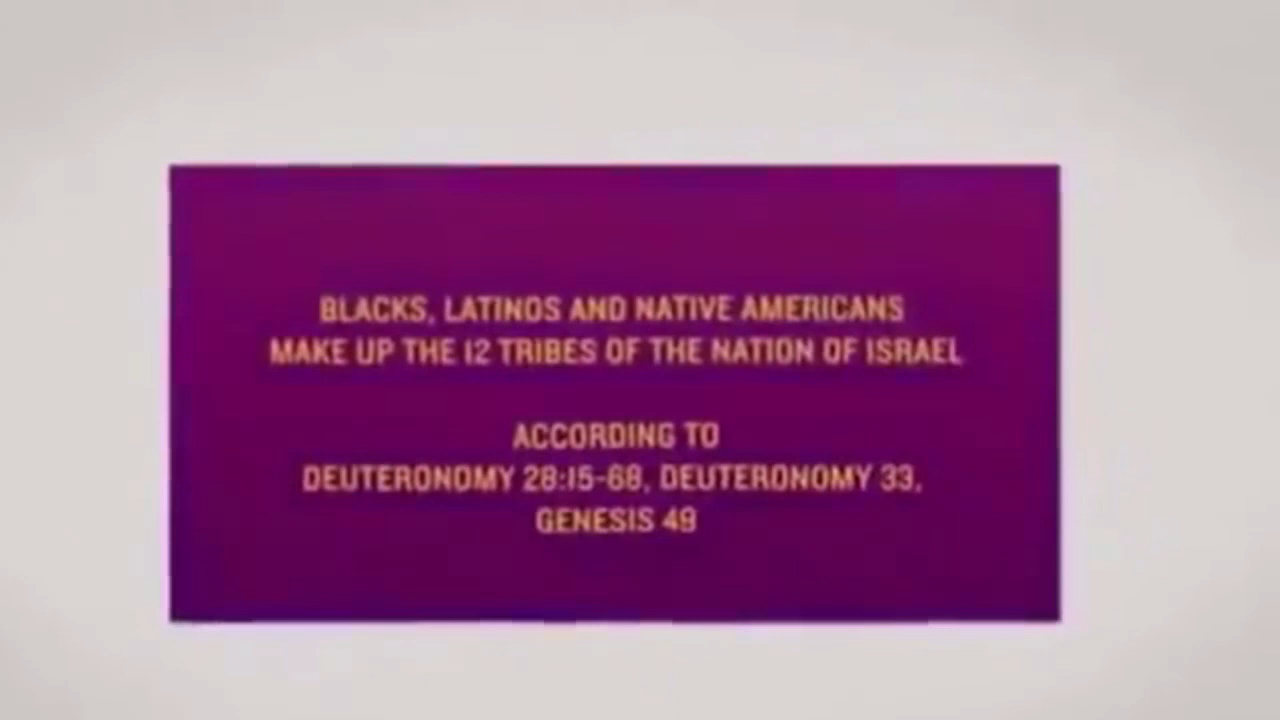 BLACKS, LATINOS AND NATIVE AMERICANS
MAKE UP THE 12 TRIBES OF THE NATION OF ISRAEL
ACCORDING TO
DEUTERONOMY 28:15-68, DEUTERONOMY 33,
GENESIS 49